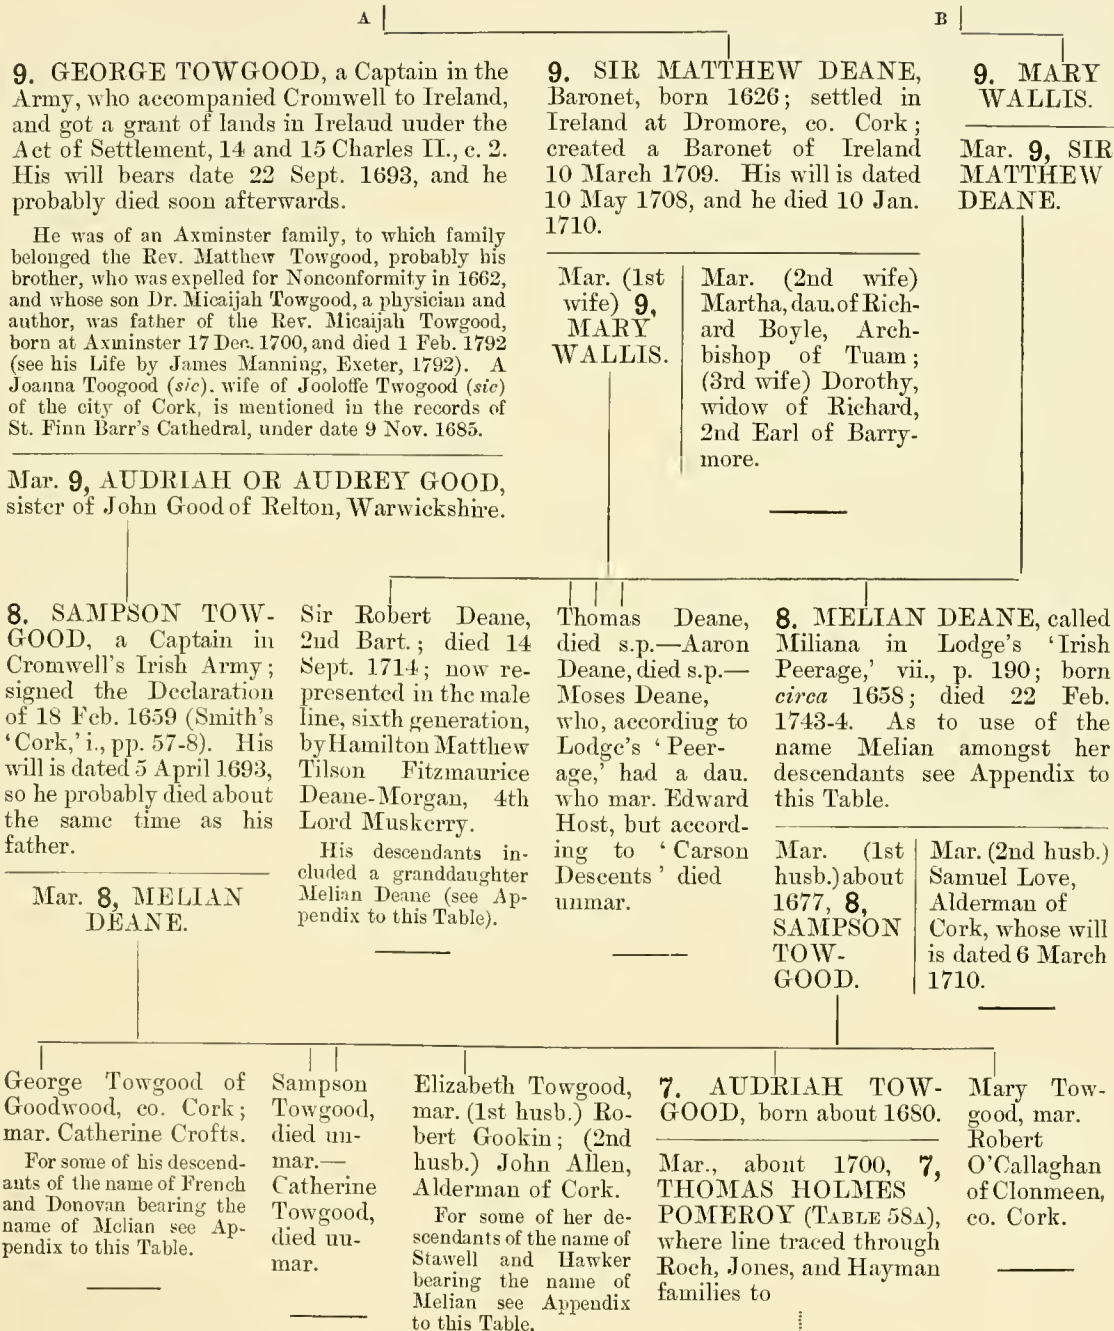 A
B
9. GEORGE TOWGOOD, a Captain in the
Army, who accompanied Cromwell to Ireland,
and got a grant of lands in Irelaud uuder the
Act of Settlement, 14 and 15 Charles II., c. 2.
His will bears date 22 Sept. 1693, and he
probably died soon afterwards.
He was of an Axminster family, to which family
belonged the Rev. Matthew Towgood, probably his
brother, who was expelled for Nonconformity in 1662,
and whose son Dr. Micaijah Towgood, a physician and
author, was father of the Rev. Micaijah Towgood,
born at Axminster 17 Dec. 1700, and died 1 Feb. 1792
(see his Life by James Manning, Exeter, 1792). A
Joanna Toogood (sic). wife of Jooloffe Twogood (sic)
of the city of Cork, is mentioned in the records of
St. Finn Barr's Cathedral, under date 9 Nov. 1685.
Mar. 9, AUDRIAH OR AUDREY GOOD,
sister of John Good of Relton, Warwickshire.
9. SIR MATTHEW DEANE,
Baronet, born 1626; settled in
Ireland at Dromore, co. Cork;
created a Baronet of Ireland
10 March 1709. His will is dated
10 May 1708, and he died 10 Jan.
1710.
Mar. (1st
wife) 9,
MARY
WALLIS.
Mar. (2nd wife)
Martha, dau. of Rich-
ard Boyle, Arch-
bishop of Tuam;
(3rd wife) Dorothy,
widow of Richard,
2nd Earl of Barry-
more.
9. MARY
WALLIS.
Mar. 9, SIR
MATTHEW
DEANE.
8. SAMPSON TOW-
GOOD, a Captain in
Cromwell's Irish Army;
signed the Declaration
of 18 Feb. 1659 (Smith's
'Cork,' i., pp. 57-8). His
will is dated 5 April 1693,
so he probably died about
the same time as his
father.
Mar. 8, MELIAN
DEANE.
Sir Robert Deane,
2nd Bart.; died 14
Sept. 1714; now re-
presented in the male
line, sixth generation,
by Hamilton Matthew
Tilson Fitzmaurice
Deane-Morgan, 4th
Lord Muskerry.
His descendants in-
cluded a granddaughter
Melian Deane (see Ap-
pendix to this Table).
Thomas Deane,
died s.p.—Aaron
Deane, died s.p.—
Moses Deane,
who, accordiug to
Lodge's 'Peer-
age,' had a dau.
who mar. Edward
Host, but accord-
ing to 'Carson
Descents' died
unmar.
8. MELIAN DEANE, called
Miliana in Lodge's 'Irish
Peerage,' vii., p. 190; born
circa 1658; died 22 Feb.
1743-4. As to use of the
name Melian amongst her
descendants see Appendix to
this Table.
Mar. (1st
husb.) about
1677, 8,
SAMPSON
TOW-
GOOD.
Mar. (2nd husb.)
Samuel Love,
Alderman of
Cork, whose will
is dated 6 March
1710.
George Towgood of
Goodwood, co. Cork;
mar. Catherine Crofts.
For some of his descend-
ants of the name of French
and Donovan bearing the
name of Melian see Ap-
pendix to this Table.
Sampson
Towgood,
died un-
mar.—
Catherine
Towgood,
died uu-
mar.
Elizabeth Towgood,
mar. (1st husb.) Ro-
bert Gookin; (2nd
husb.) John Allen,
Alderman of Cork.
For some of her de-
scendants of the name of
Stawell and Hawker
bearing the name of
Melian see Appendix
to this Table.
7. AUDRIAH TOW-
GOOD, born about 1680.
Mar., about 1700, 7,
THOMAS HOLMES
POMEROY (TABLE 58A),
where line traced through
Roch, Jones, and Hayman
families to
Mary Tow-
good, mar.
Robert
O'Callaghan
of Clonmeen,
co. Cork.